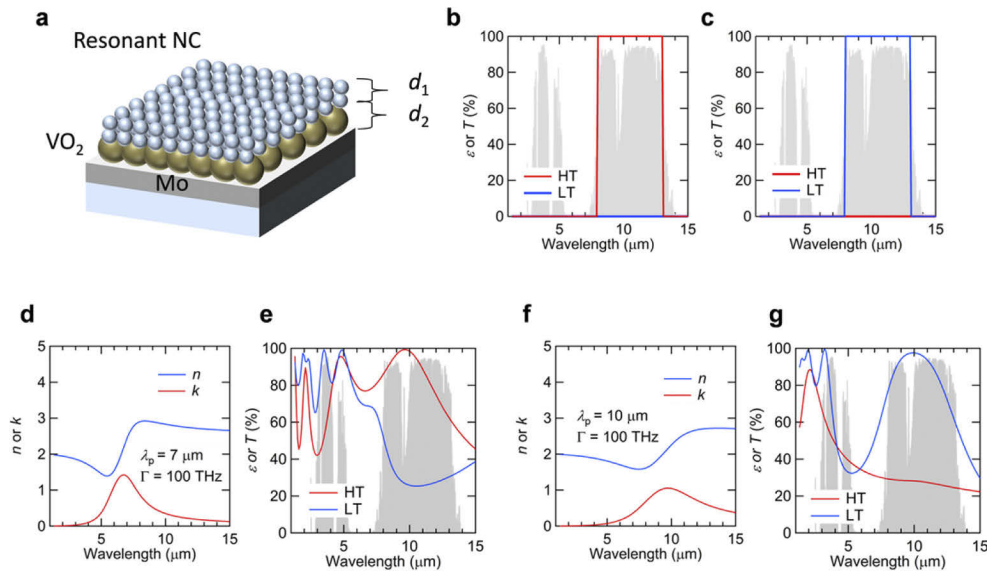 a
Resonant NC
d₁
d₂
VO₂
Mo
b
ε or T (%)
100
80
60
40
20
0
HT
LT
5
10
15
Wavelength (μm)
c
ε or T (%)
100
80
60
40
20
0
HT
LT
5
10
15
Wavelength (μm)
d
n or k
5
4
3
2
1
0
n
k
λp = 7 μm
Γ = 100 THz
5
10
15
Wavelength (μm)
e
ε or T (%)
100
80
60
40
20
0
HT
LT
5
10
15
Wavelength (μm)
f
n or k
5
4
3
2
1
0
n
k
λp = 10 μm
Γ = 100 THz
5
10
15
Wavelength (μm)
g
ε or T (%)
100
80
60
40
20
0
HT
LT
5
10
15
Wavelength (μm)